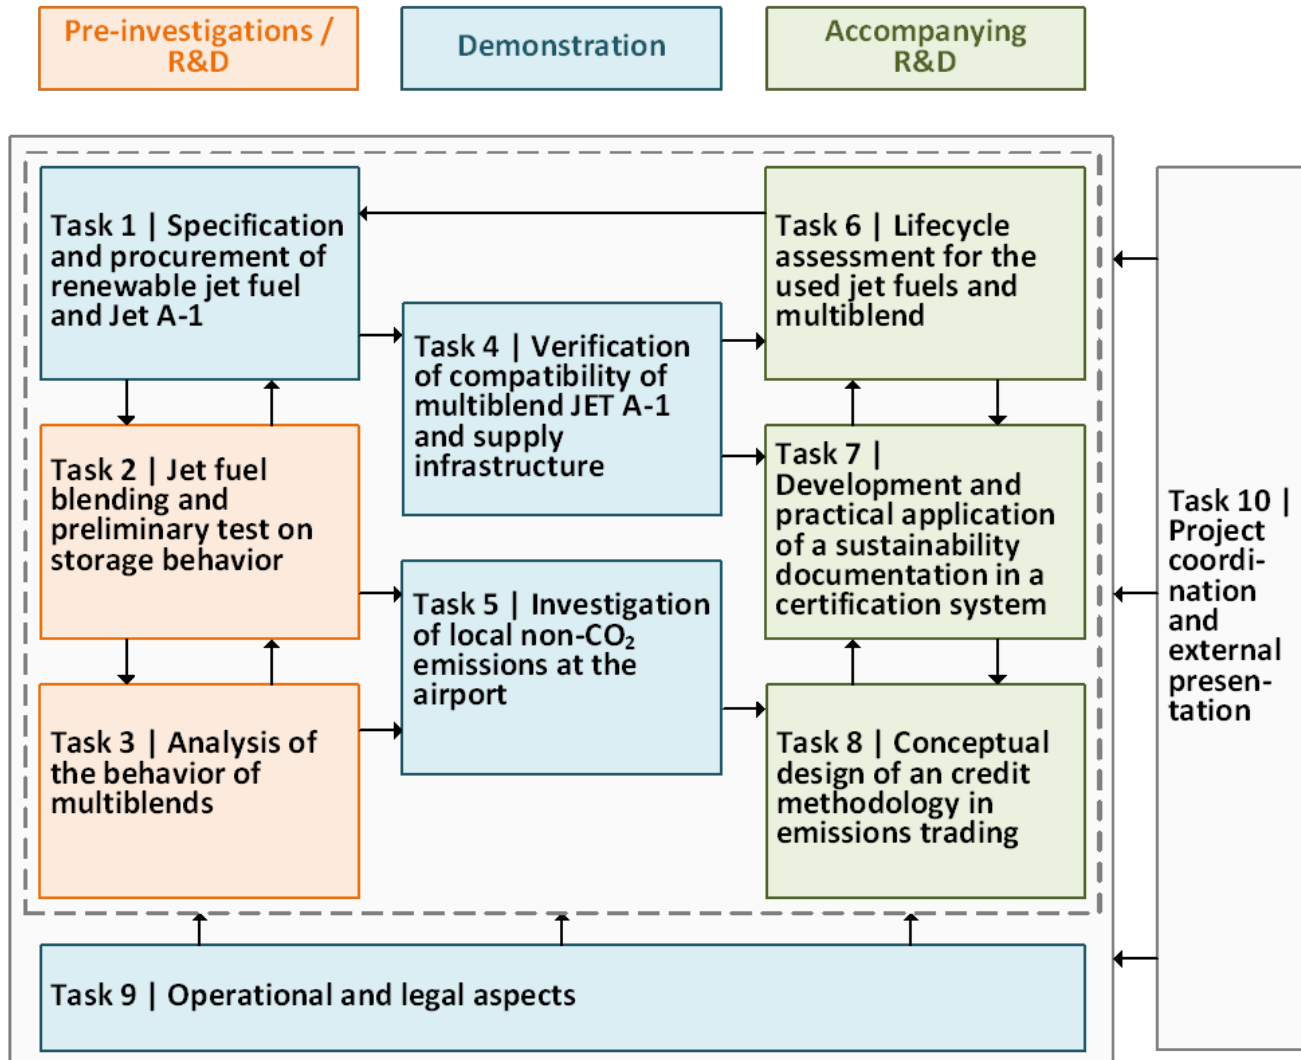 Pre-investigations /
R&D
Demonstration
Accompanying
R&D
Task 1 | Specification
and procurement of
renewable jet fuel
and Jet A-1
Task 2 | Jet fuel
blending and
preliminary test on
storage behavior
Task 3 | Analysis of
the behavior of
multiblends
Task 4 | Verification
of compatibility of
multiblend JET A-1
and supply
infrastructure
Task 5 | Investigation
of local non-CO₂
emissions at the
airport
Task 6 | Lifecycle
assessment for the
used jet fuels and
multiblend
Task 7 |
Development and
practical application
of a sustainability
documentation in a
certification system
Task 8 | Conceptual
design of an credit
methodology in
emissions trading
Task 9 | Operational and legal aspects
Task 10 |
Project
coordi-
nation
and
external
presen-
tation